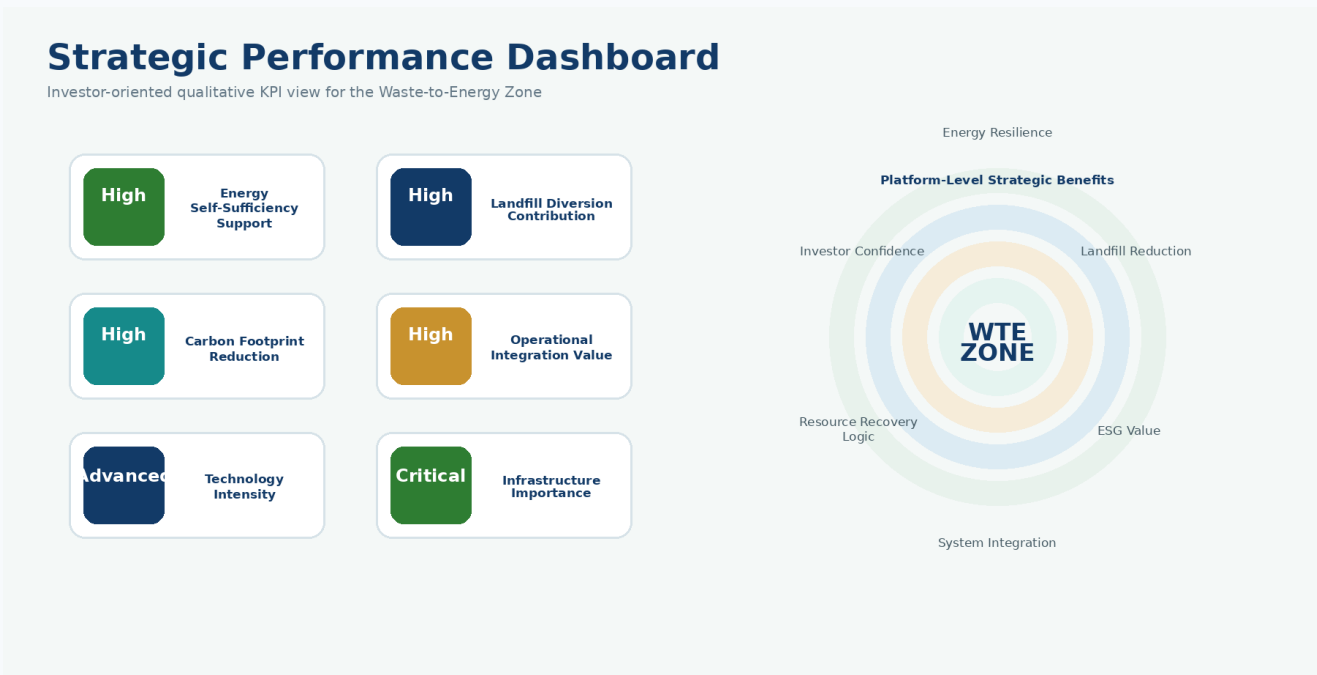 Strategic Performance Dashboard
Investor-oriented qualitative KPI view for the Waste-to-Energy Zone
High
Energy
Self-Sufficiency
Support
High
Landfill Diversion
Contribution
High
Carbon Footprint
Reduction
High
Operational
Integration Value
Advanced
Technology
Intensity
Critical
Infrastructure
Importance
Energy Resilience
Platform-Level Strategic Benefits
Investor Confidence
Landfill Reduction
WTE
ZONE
Resource Recovery
Logic
ESG Value
System Integration